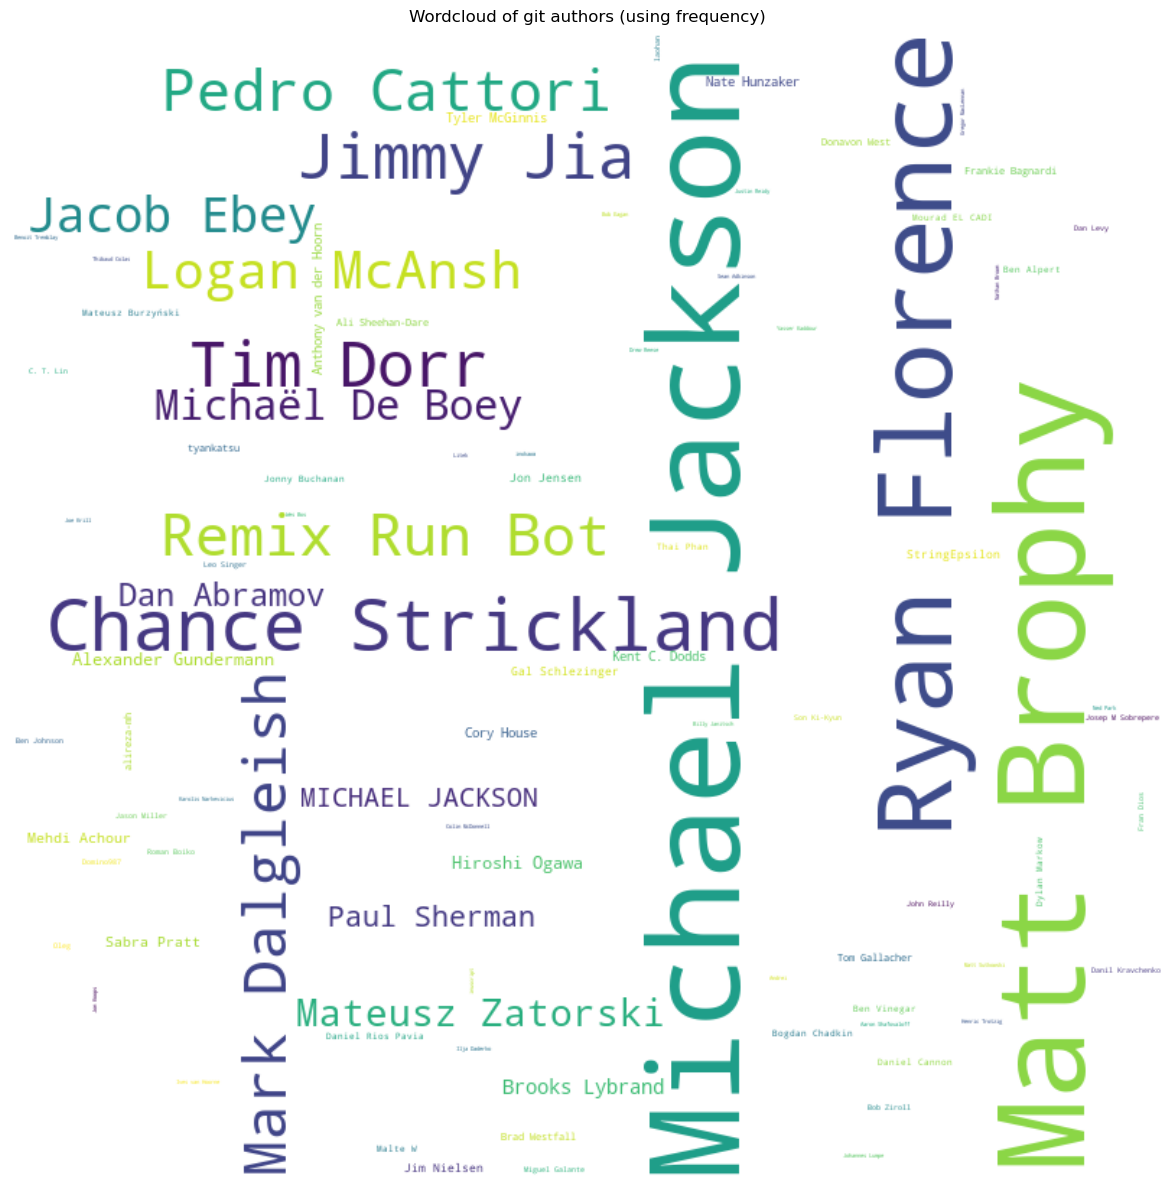 Wordcloud of git authors (using frequency)
Pedro Cattori
Nate Hunzaker
Tyler McGinnis
Jimmy Jia
Donavon West
Frankie Bagnardi
Jacob Ebey
Mourad EL CADI
Dan Levy
Logan McAnsh
Anthony van der Hoorn
Ben Alpert
Mateusz Burzyński
Ali Sheehan-Dare
Tim Dorr
C. T. Lin
Michaël De Boey
tyankatsu
Jonny Buchanan
Jon Jensen
Remix Run Bot
Thai Phan
StringEpsilon
Leo Singer
Dan Abramov
Chance Strickland
Alexander Gundermann
Kent C. Dodds
Gal Schlezinger
Michael Jackson
Ryan Florence
Matt Brophy
Mark Dalgleish
Son Ki-Kyun
Josep M Sobrepere
Ben Johnson
alireza-mh
Cory House
MICHAEL JACKSON
Jason Miller
Mehdi Achour
Roman Boiko
Hiroshi Ogawa
Fran Dios
Dylan Markow
John Reilly
Paul Sherman
Oleg
Sabra Pratt
Tom Gallacher
Danil Kravchenko
Mateusz Zatorski
Ben Vinegar
Daniel Rios Pavia
Bogdan Chadkin
Daniel Cannon
Brooks Lybrand
Bob Ziroll
Brad Westfall
Malte W
Jim Nielsen
Miguel Galante